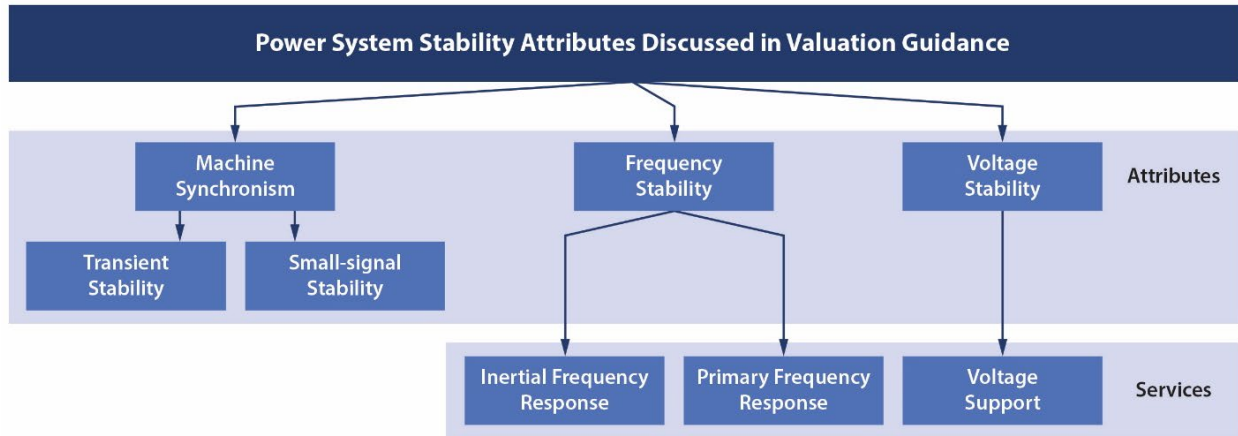 Power System Stability Attributes Discussed in Valuation Guidance
Machine
Synchronism
Frequency
Stability
Voltage
Stability
Attributes
Transient
Stability
Small-signal
Stability
Inertial Frequency
Response
Primary Frequency
Response
Voltage
Support
Services